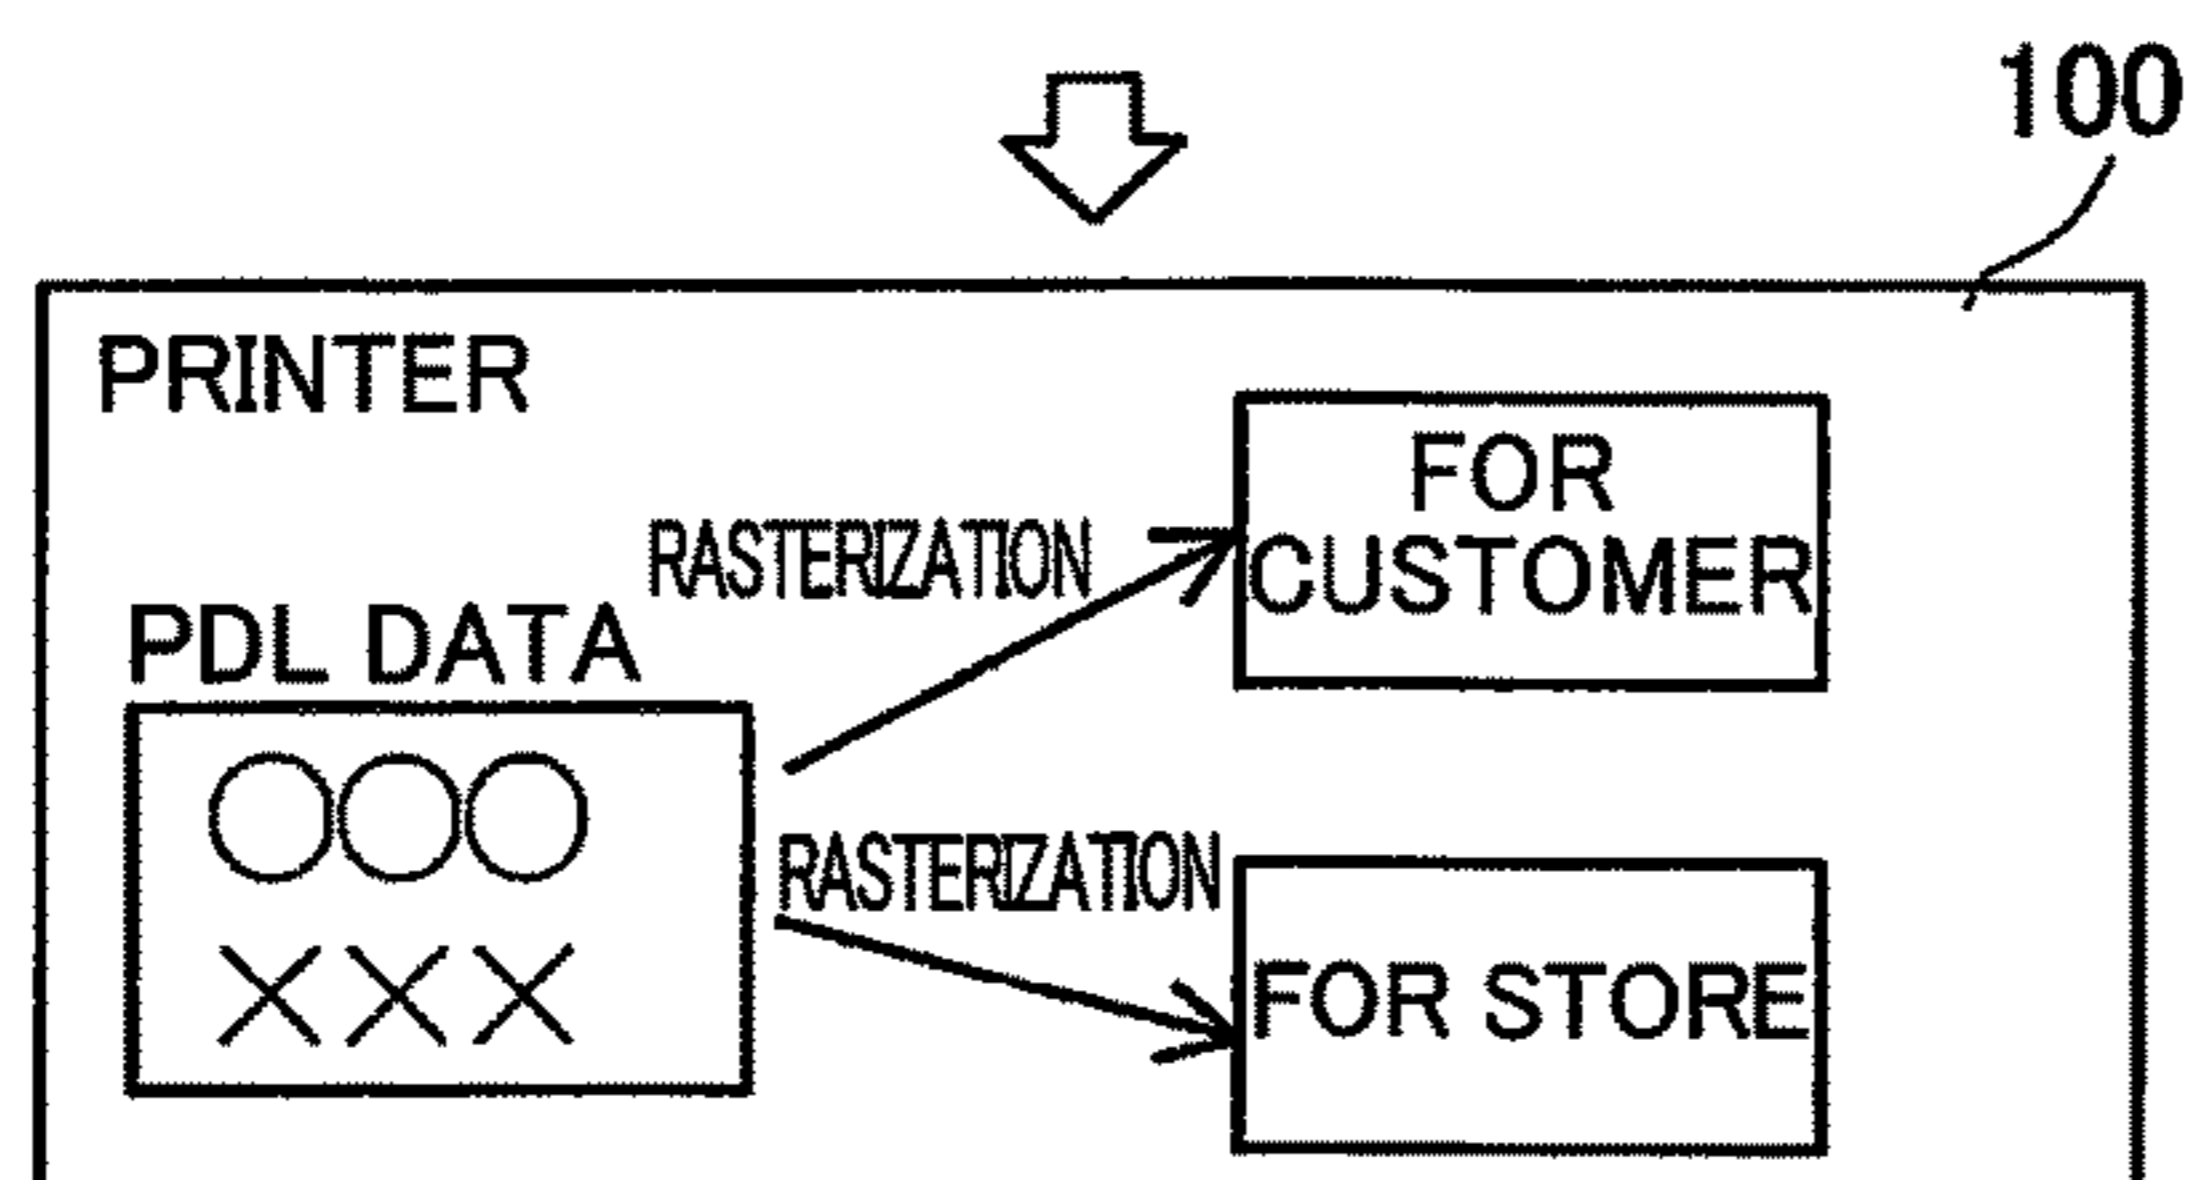 100
PRINTER
FOR
CUSTOMER
RASTERIZATION
PDL DATA
○○○
×××
RASTERIZATION
FOR STORE